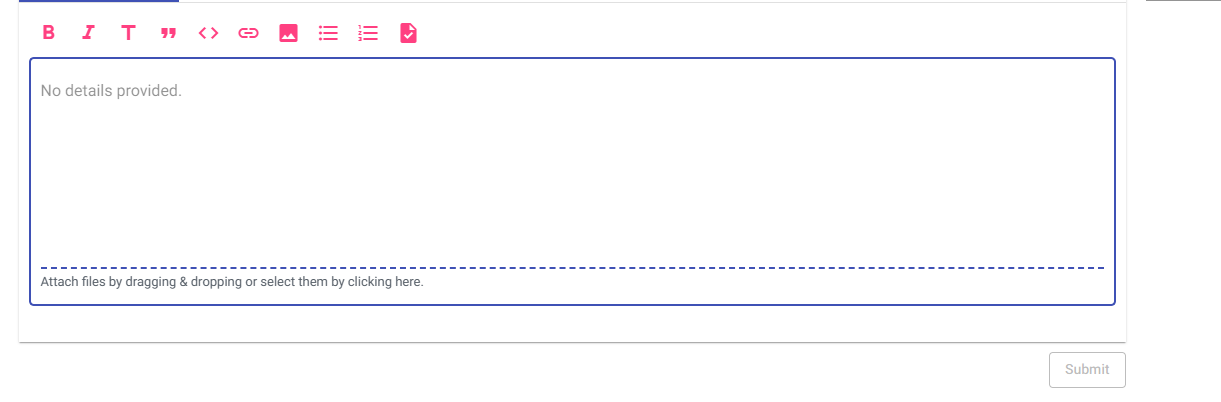 No details provided.
Attach files by dragging & dropping or select them by clicking here.
Submit